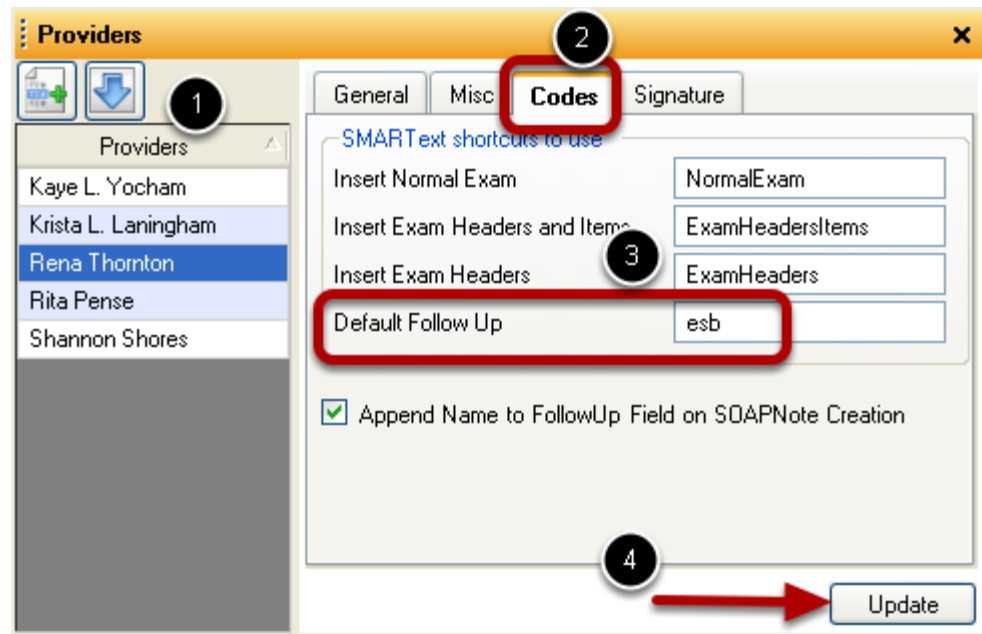 Providers
2
1
General Misc Codes Signature
Providers
SMARText shortcuts to use
Kaye L. Yocham
Insert Normal Exam NormalExam
Krista L. Laningham
Insert Exam Headers and Items ExamHeadersItems
3
Rena Thornton
Insert Exam Headers ExamHeaders
Rita Pense
Default Follow Up esb
Shannon Shores
Append Name to FollowUp Field on SOAPNote Creation
4
Update